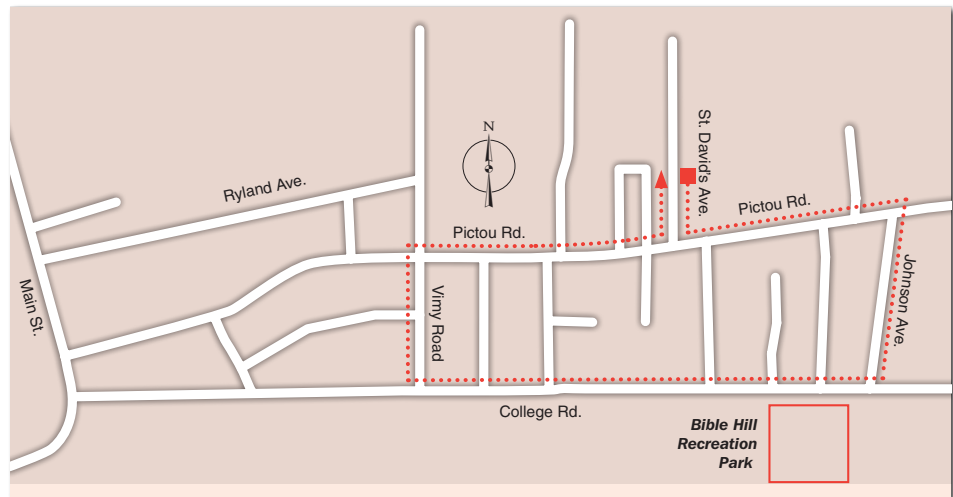 N
St. David's Ave.
Ryland Ave.
Pictou Rd.
Pictou Rd.
Main St.
Vimy Road
Johnson Ave.
College Rd.
Bible Hill
Recreation
Park